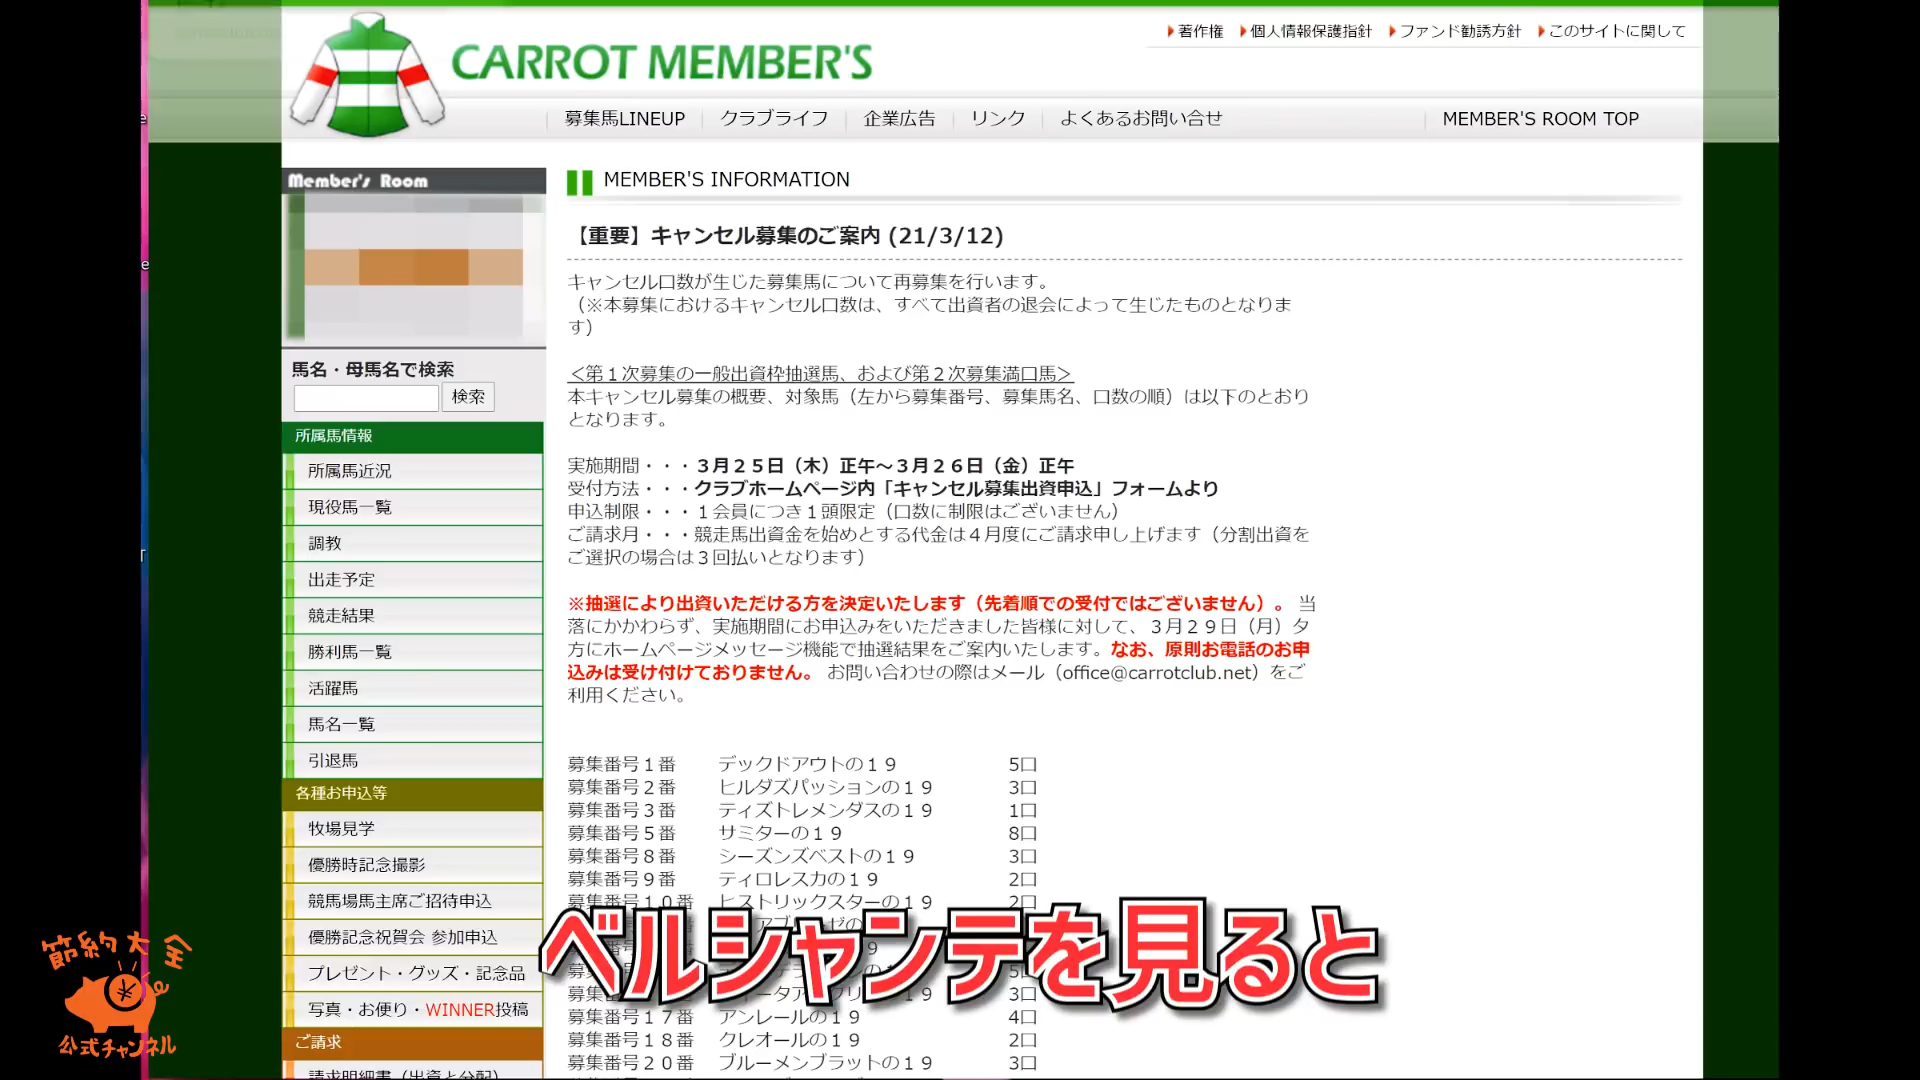 著作権 個人情報保護指針 ファンド勧誘方針 このサイトに関して
CARROT MEMBER'S
募集馬LINEUP クラブライフ 企業広告 リンク よくあるお問い合せ MEMBER'S ROOM TOP
Member's Room
馬名・母馬名で検索
検索
所属馬情報
所属馬近況
現役馬一覧
調教
出走予定
競走結果
勝利馬一覧
活躍馬
馬名一覧
引退馬
各種お申込等
牧場見学
優勝時記念撮影
競馬場馬主席ご招待申込
優勝記念祝賀会 参加申込
プレゼント・グッズ・記念品
写真・お便り・WINNER投稿
ご請求
請求明細書（出資と分配）
MEMBER'S INFORMATION
【重要】キャンセル募集のご案内 (21/3/12)
キャンセル口数が生じた募集馬について再募集を行います。
（※本募集におけるキャンセル口数は、すべて出資者の退会によって生じたものとなりま
す）
＜第１次募集の一般出資枠抽選馬、および第２次募集満口馬＞
本キャンセル募集の概要、対象馬（左から募集番号、募集馬名、口数の順）は以下のとおり
となります。
実施期間・・・３月２５日（木）正午～３月２６日（金）正午
受付方法・・・クラブホームページ内「キャンセル募集出資申込」フォームより
申込制限・・・１会員につき１頭限定（口数に制限はございません）
ご請求月・・・競走馬出資金を始めとする代金は４月度にご請求申し上げます（分割出資を
ご選択の場合は３回払いとなります）
※抽選により出資いただける方を決定いたします（先着順での受付ではございません）。 当
落にかかわらず、実施期間にお申込みをいただきました皆様に対して、３月２９日（月）夕
方にホームページメッセージ機能で抽選結果をご案内いたします。なお、原則お電話のお申
込みは受け付けておりません。 お問い合わせの際はメール（office@carrotclub.net）をご
利用ください。
募集番号１番 デックドアウトの１９ 5口
募集番号２番 ヒルダズパッションの１９ 3口
募集番号３番 ティズトレメンダスの１９ 1口
募集番号５番 サミターの１９ 8口
募集番号８番 シーズンズベストの１９ 3口
募集番号９番 ティロレスカの１９ 2口
募集番号１０番 ヒストリックスターの１９ 2口
募集番号１７番 アンレールの１９ 4口
募集番号１８番 クレオールの１９ 2口
募集番号２０番 ブルーメンブラットの１９ 3口
ベルシャンテを見ると
節約大全
公式チャンネル